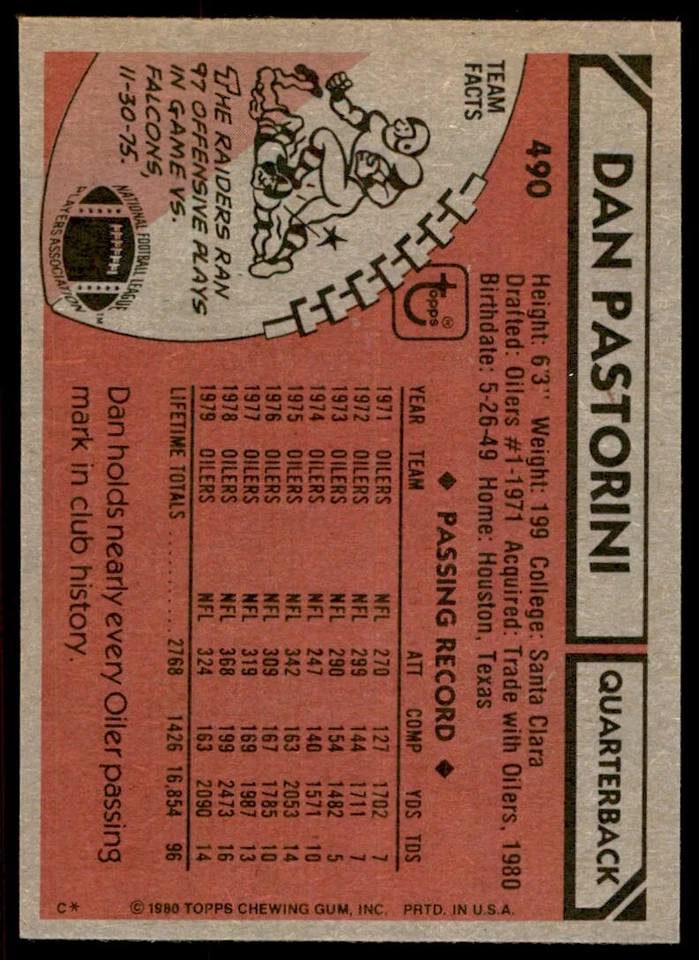 DAN PASTORINI QUARTERBACK
490
Height: 6'3" Weight: 199 College: Santa Clara
Drafted: Oilers #1-1971 Acquired: Trade with Oilers, 1980
Birthdate: 5-26-49 Home: Houston, Texas
TEAM
FACTS
THE RAIDERS RAN
97 OFFENSIVE PLAYS
IN GAME VS.
FALCONS,
11-30-75.
NATIONAL FOOTBALL LEAGUE
PLAYERS ASSOCIATION™
topps®
◆ PASSING RECORD ◆
YEAR TEAM ATT COMP YDS TDS
1971 OILERS NFL 270 127 1702 7
1972 OILERS NFL 299 144 1711 7
1973 OILERS NFL 290 154 1482 5
1974 OILERS NFL 247 140 1571 10
1975 OILERS NFL 342 163 2053 14
1976 OILERS NFL 309 167 1785 10
1977 OILERS NFL 319 169 1987 13
1978 OILERS NFL 368 199 2473 16
1979 OILERS NFL 324 163 2090 14
LIFETIME TOTALS .......... 2768 1426 16,854 96
Dan holds nearly every Oiler passing
mark in club history.
© 1980 TOPPS CHEWING GUM, INC. PRTD. IN U.S.A.
C*